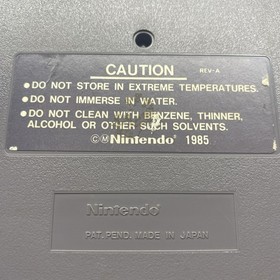 CAUTION REV-A
●DO NOT STORE IN EXTREME TEMPERATURES.
●DO NOT IMMERSE IN WATER.
●DO NOT CLEAN WITH BENZENE, THINNER,
ALCOHOL OR OTHER SUCH SOLVENTS.
©Ⓜ Nintendo 1985
Nintendo
PAT. PEND. MADE IN JAPAN